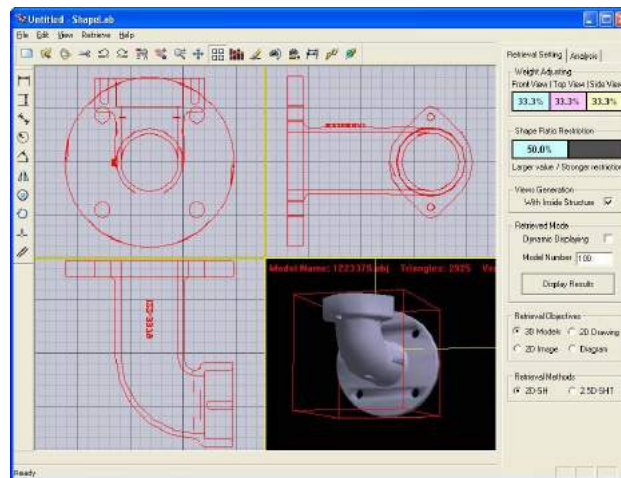 Untitled - ShapeLab
File Edit View Retrieve Help
Retrieval Setting Analysis
Weight Adjusting
Front View | Top View | Side View
33.3% 33.3% 33.3%
Shape Ratio Restriction
50.0%
Larger value / Stronger restriction
Views Generation
With Inside Structure
Retrieved Mode
Dynamic Displaying
Model Number 100
Display Results
Retrieval Objectives
3D Models 2D Drawing
2D Image Diagram
Retrieval Methods
2D-SH 2.5D-SHT
Model Name: 1223375.obj Triangles: 2925
Ready